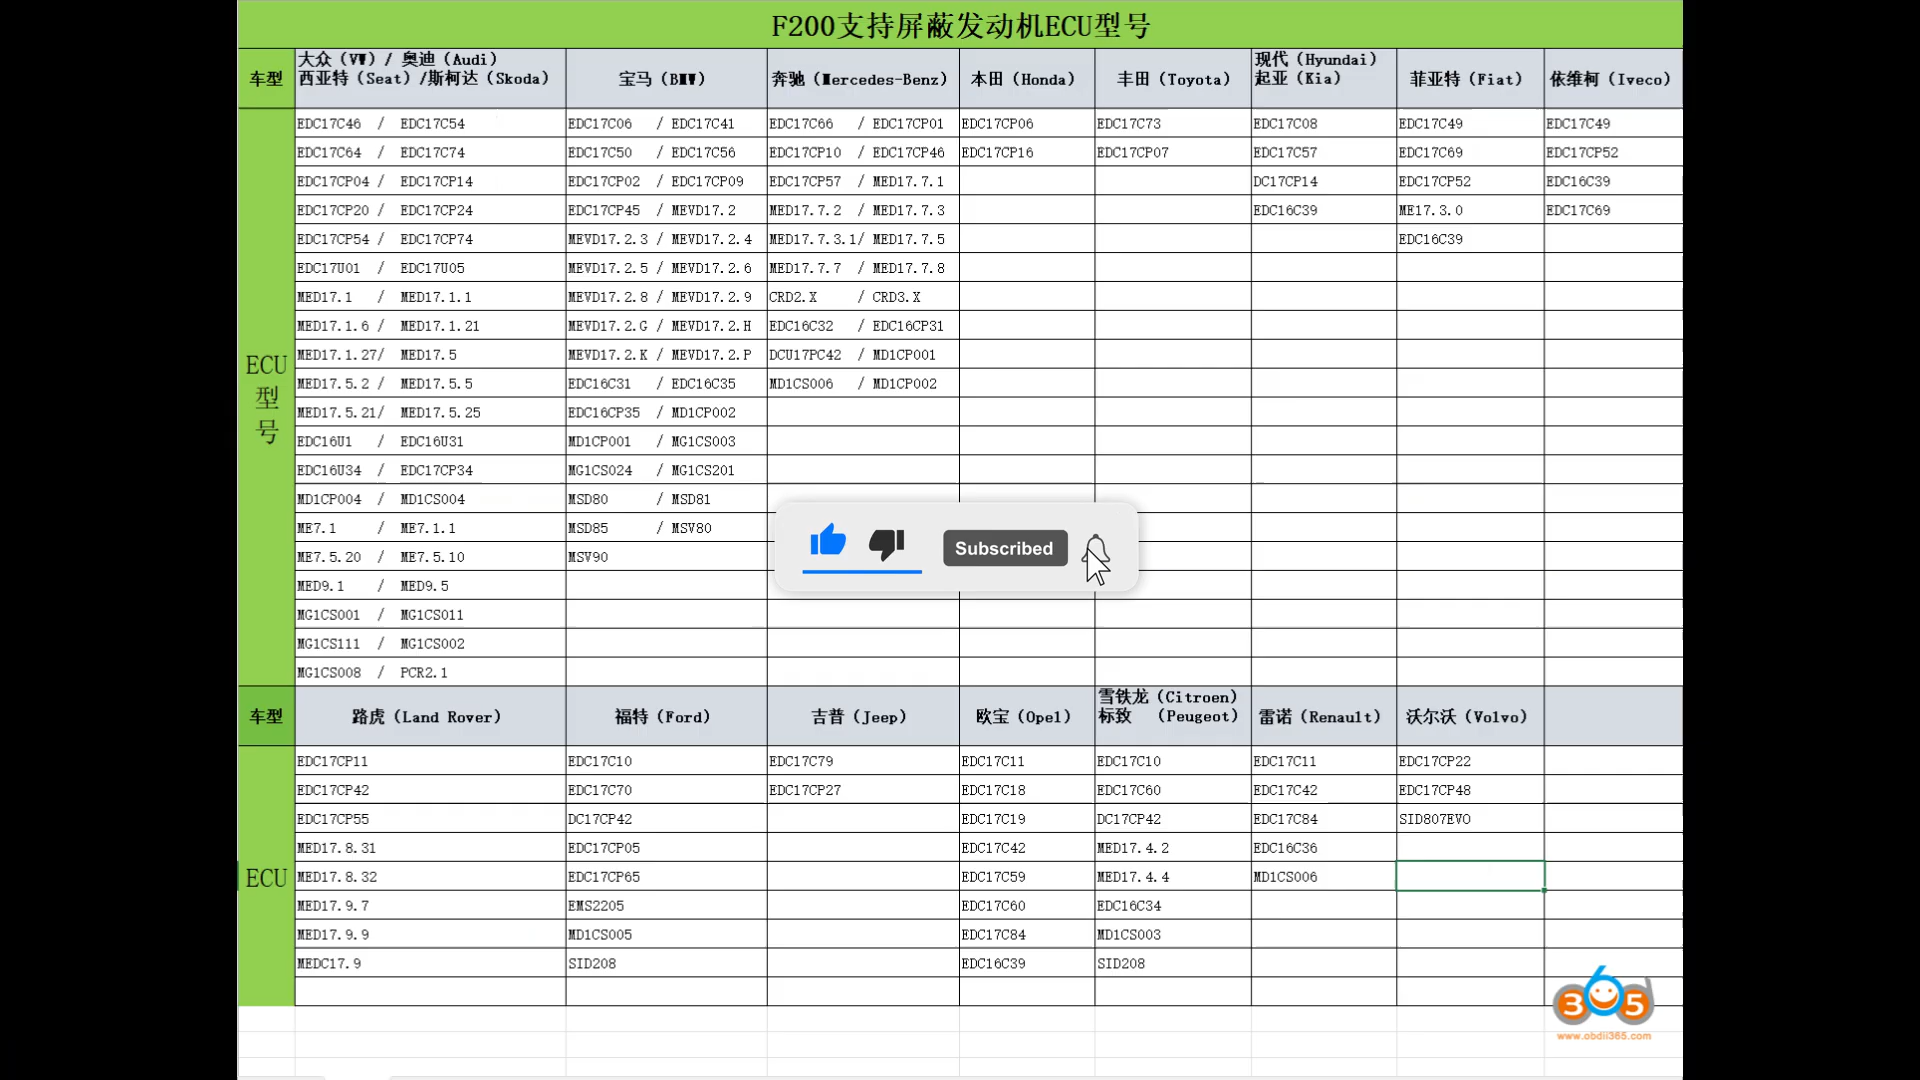 F200支持屏蔽发动机ECU型号
车型
大众（VW）/ 奥迪（Audi）
西亚特（Seat）/斯柯达（Skoda）
宝马（BMW）
奔驰（Mercedes-Benz）
本田（Honda）
丰田（Toyota）
现代（Hyundai）
起亚（Kia）
菲亚特（Fiat）
依维柯（Iveco）
ECU
型
号
EDC17C46 / EDC17C54 EDC17C06 / EDC17C41 EDC17C66 / EDC17CP01 EDC17CP06 EDC17C73 EDC17C08 EDC17C49 EDC17C49
EDC17C64 / EDC17C74 EDC17C50 / EDC17C56 EDC17CP10 / EDC17CP46 EDC17CP16 EDC17CP07 EDC17C57 EDC17C69 EDC17CP52
EDC17CP04 / EDC17CP14 EDC17CP02 / EDC17CP09 EDC17CP57 / MED17.7.1 DC17CP14 EDC17CP52 EDC16C39
EDC17CP20 / EDC17CP24 EDC17CP45 / MEVD17.2 MED17.7.2 / MED17.7.3 EDC16C39 ME17.3.0 EDC17C69
EDC17CP54 / EDC17CP74 MEVD17.2.3 / MEVD17.2.4 MED17.7.3.1/ MED17.7.5 EDC16C39
EDC17U01 / EDC17U05 MEVD17.2.5 / MEVD17.2.6 MED17.7.7 / MED17.7.8
MED17.1 / MED17.1.1 MEVD17.2.8 / MEVD17.2.9 CRD2.X / CRD3.X
MED17.1.6 / MED17.1.21 MEVD17.2.G / MEVD17.2.H EDC16C32 / EDC16CP31
MED17.1.27/ MED17.5 MEVD17.2.K / MEVD17.2.P DCU17PC42 / MD1CP001
MED17.5.2 / MED17.5.5 EDC16C31 / EDC16C35 MD1CS006 / MD1CP002
MED17.5.21/ MED17.5.25 EDC16CP35 / MD1CP002
EDC16U1 / EDC16U31 MD1CP001 / MG1CS003
EDC16U34 / EDC17CP34 MG1CS024 / MG1CS201
MD1CP004 / MD1CS004 MSD80 / MSD81
ME7.1 / ME7.1.1 MSD85 / MSV80
ME7.5.20 / ME7.5.10 MSV90
MED9.1 / MED9.5
MG1CS001 / MG1CS011
MG1CS111 / MG1CS002
MG1CS008 / PCR2.1
Subscribed
车型
路虎（Land Rover）
福特（Ford）
吉普（Jeep）
欧宝（Opel）
雪铁龙（Citroen）
标致 （Peugeot）
雷诺（Renault）
沃尔沃（Volvo）
ECU
EDC17CP11 EDC17C10 EDC17C79 EDC17C11 EDC17C10 EDC17C11 EDC17CP22
EDC17CP42 EDC17C70 EDC17CP27 EDC17C18 EDC17C60 EDC17C42 EDC17CP48
EDC17CP55 DC17CP42 EDC17C19 DC17CP42 EDC17C84 SID807EVO
MED17.8.31 EDC17CP05 EDC17C42 MED17.4.2 EDC16C36
MED17.8.32 EDC17CP65 EDC17C59 MED17.4.4 MD1CS006
MED17.9.7 EMS2205 EDC17C60 EDC16C34
MED17.9.9 MD1CS005 EDC17C84 MD1CS003
MEDC17.9 SID208 EDC16C39 SID208
365
www.obdii365.com